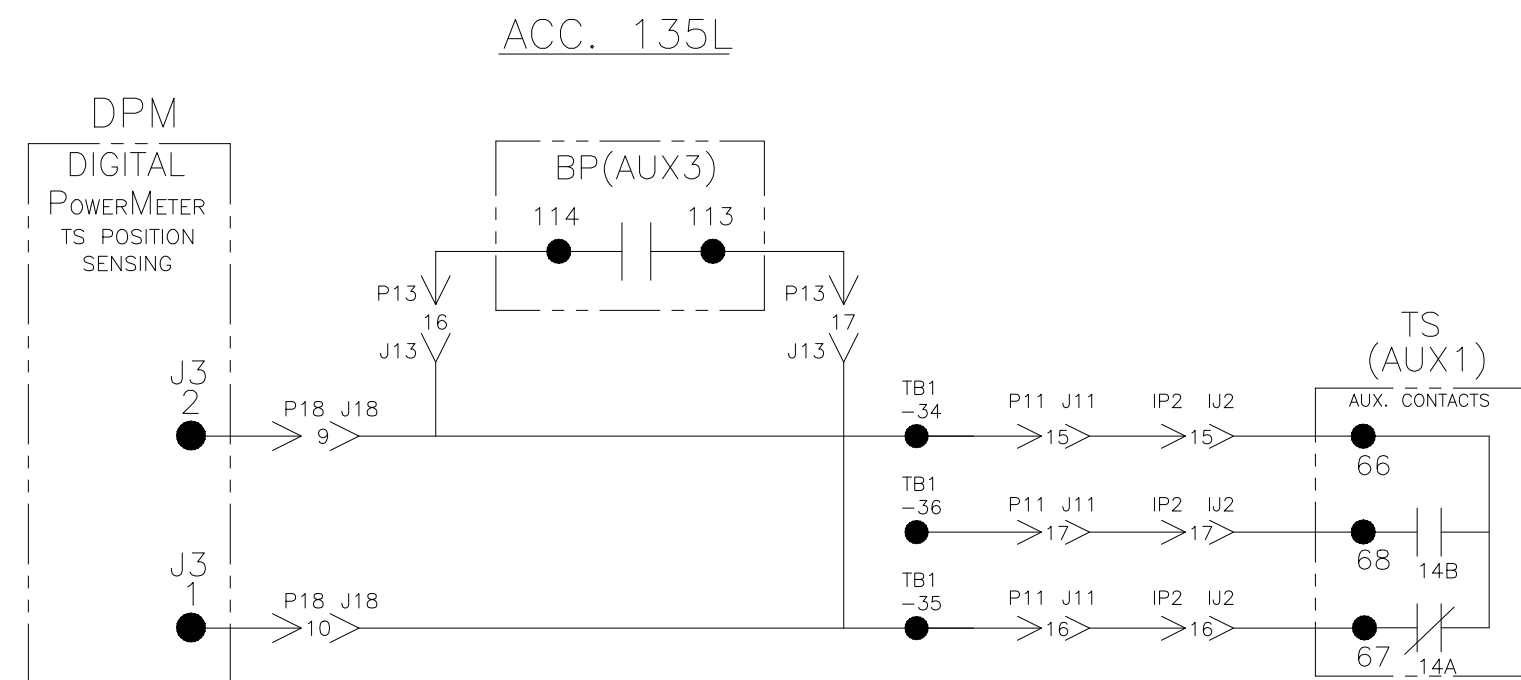 ACC. 135L
DPM
DIGITAL
POWERMETER
TS POSITION
SENSING
BP(AUX3)
114
113
P13
16
J13
P13
17
J13
TS
(AUX1)
AUX. CONTACTS
J3
2
P18 J18
9
TB1
-34
P11 J11
15
IP2 IJ2
15
66
TB1
-36
P11 J11
17
IP2 IJ2
17
68
14B
J3
1
P18 J18
10
TB1
-35
P11 J11
16
IP2 IJ2
16
67
14A